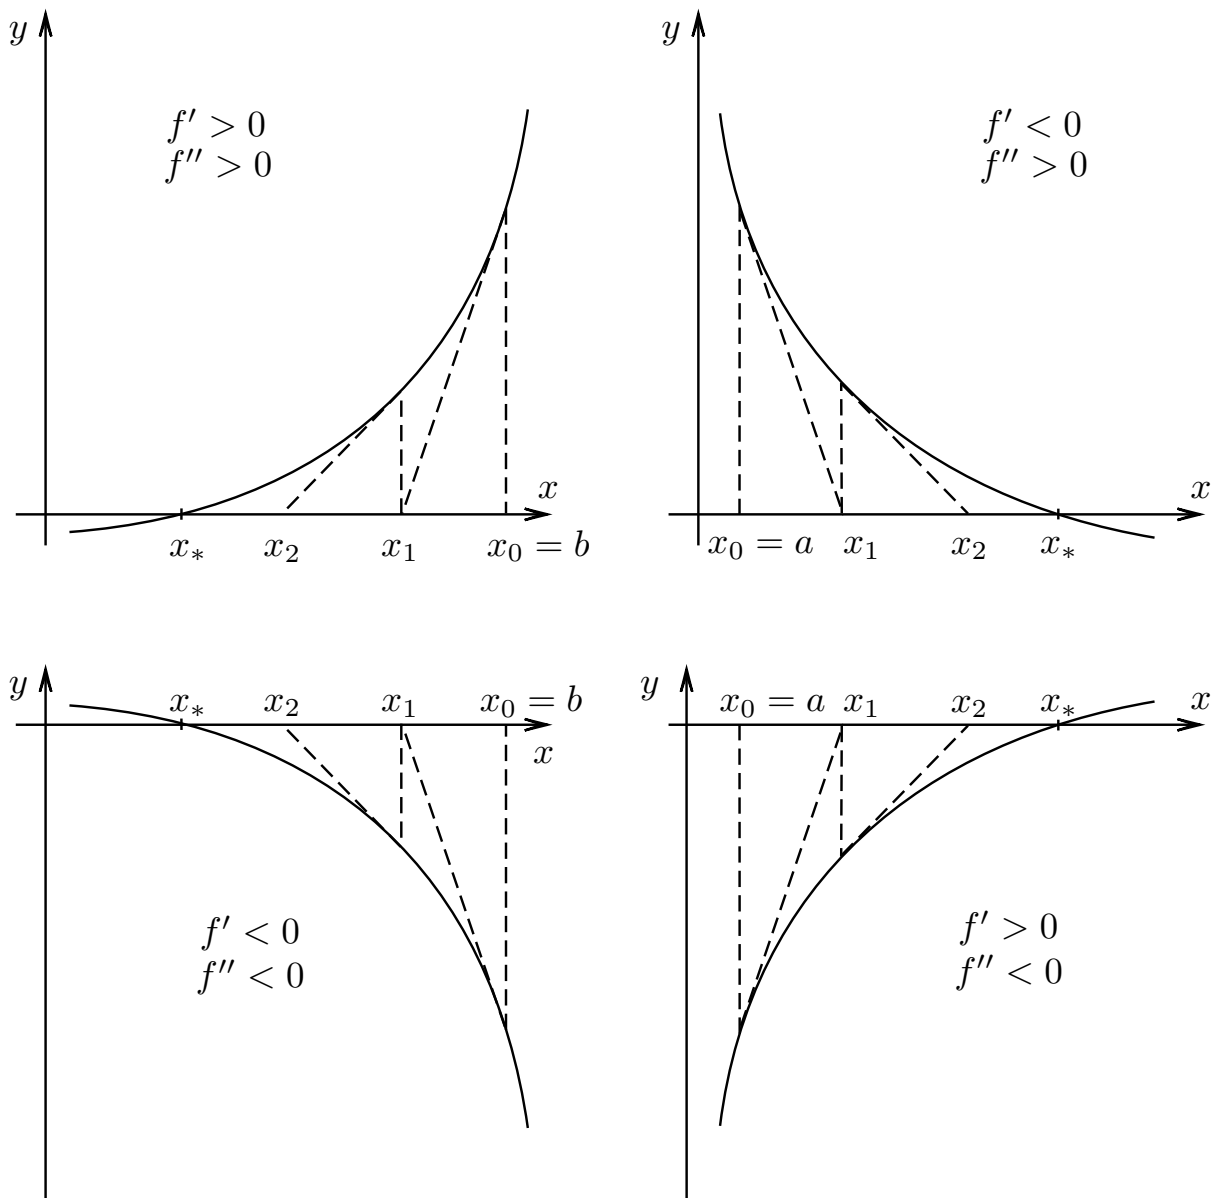 y
f′ > 0
f″ > 0
x
x∗ x2 x1 x0 = b
y
f′ < 0
f″ > 0
x
x0 = a x1 x2 x∗
y
x∗ x2 x1 x0 = b
x
f′ < 0
f″ < 0
y
x0 = a x1 x2 x∗ x
f′ > 0
f″ < 0